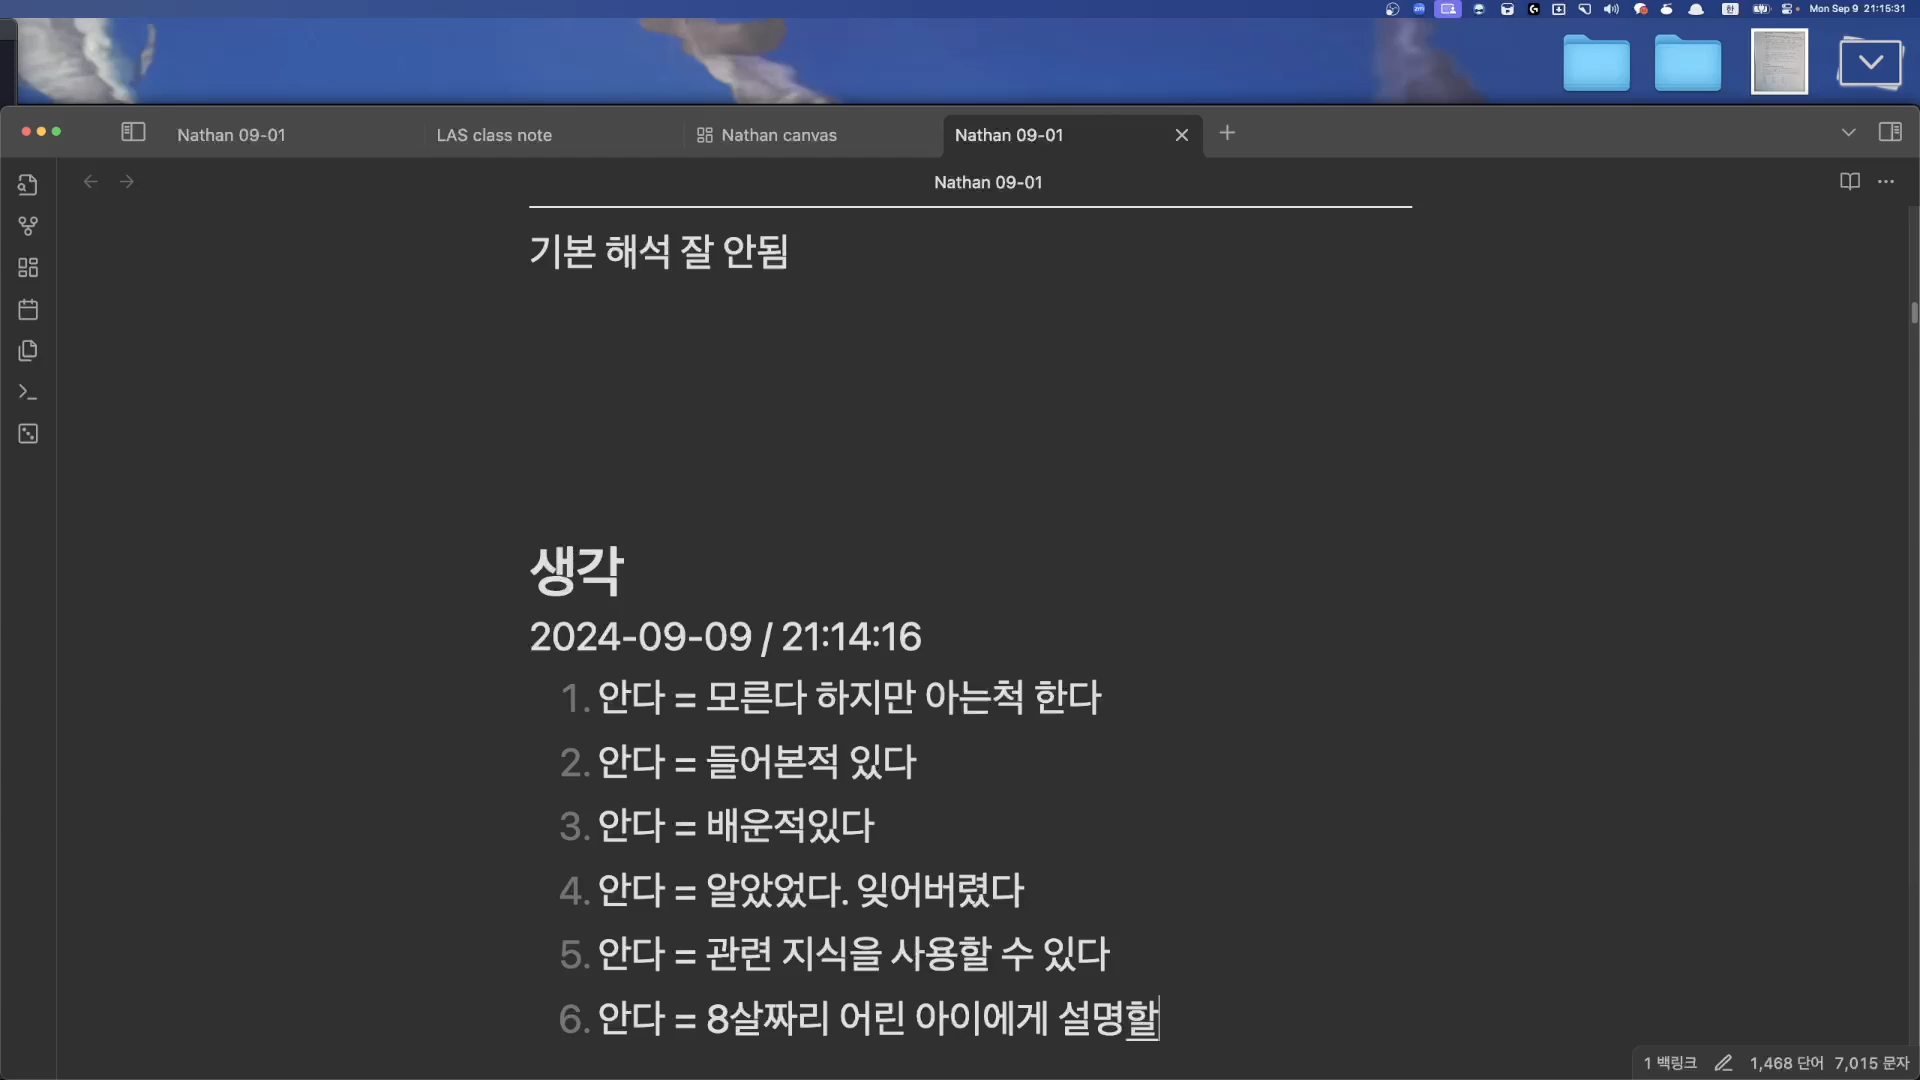 Mon Sep 9 21:15:31
Nathan 09-01
LAS class note
Nathan canvas
Nathan 09-01
Nathan 09-01
기본 해석 잘 안됨
생각
2024-09-09 / 21:14:16
1. 안다 = 모른다 하지만 아는척 한다
2. 안다 = 들어본적 있다
3. 안다 = 배운적있다
4. 안다 = 알았었다. 잊어버렸다
5. 안다 = 관련 지식을 사용할 수 있다
6. 안다 = 8살짜리 어린 아이에게 설명할
1 백링크 1,468 단어 7,015 문자